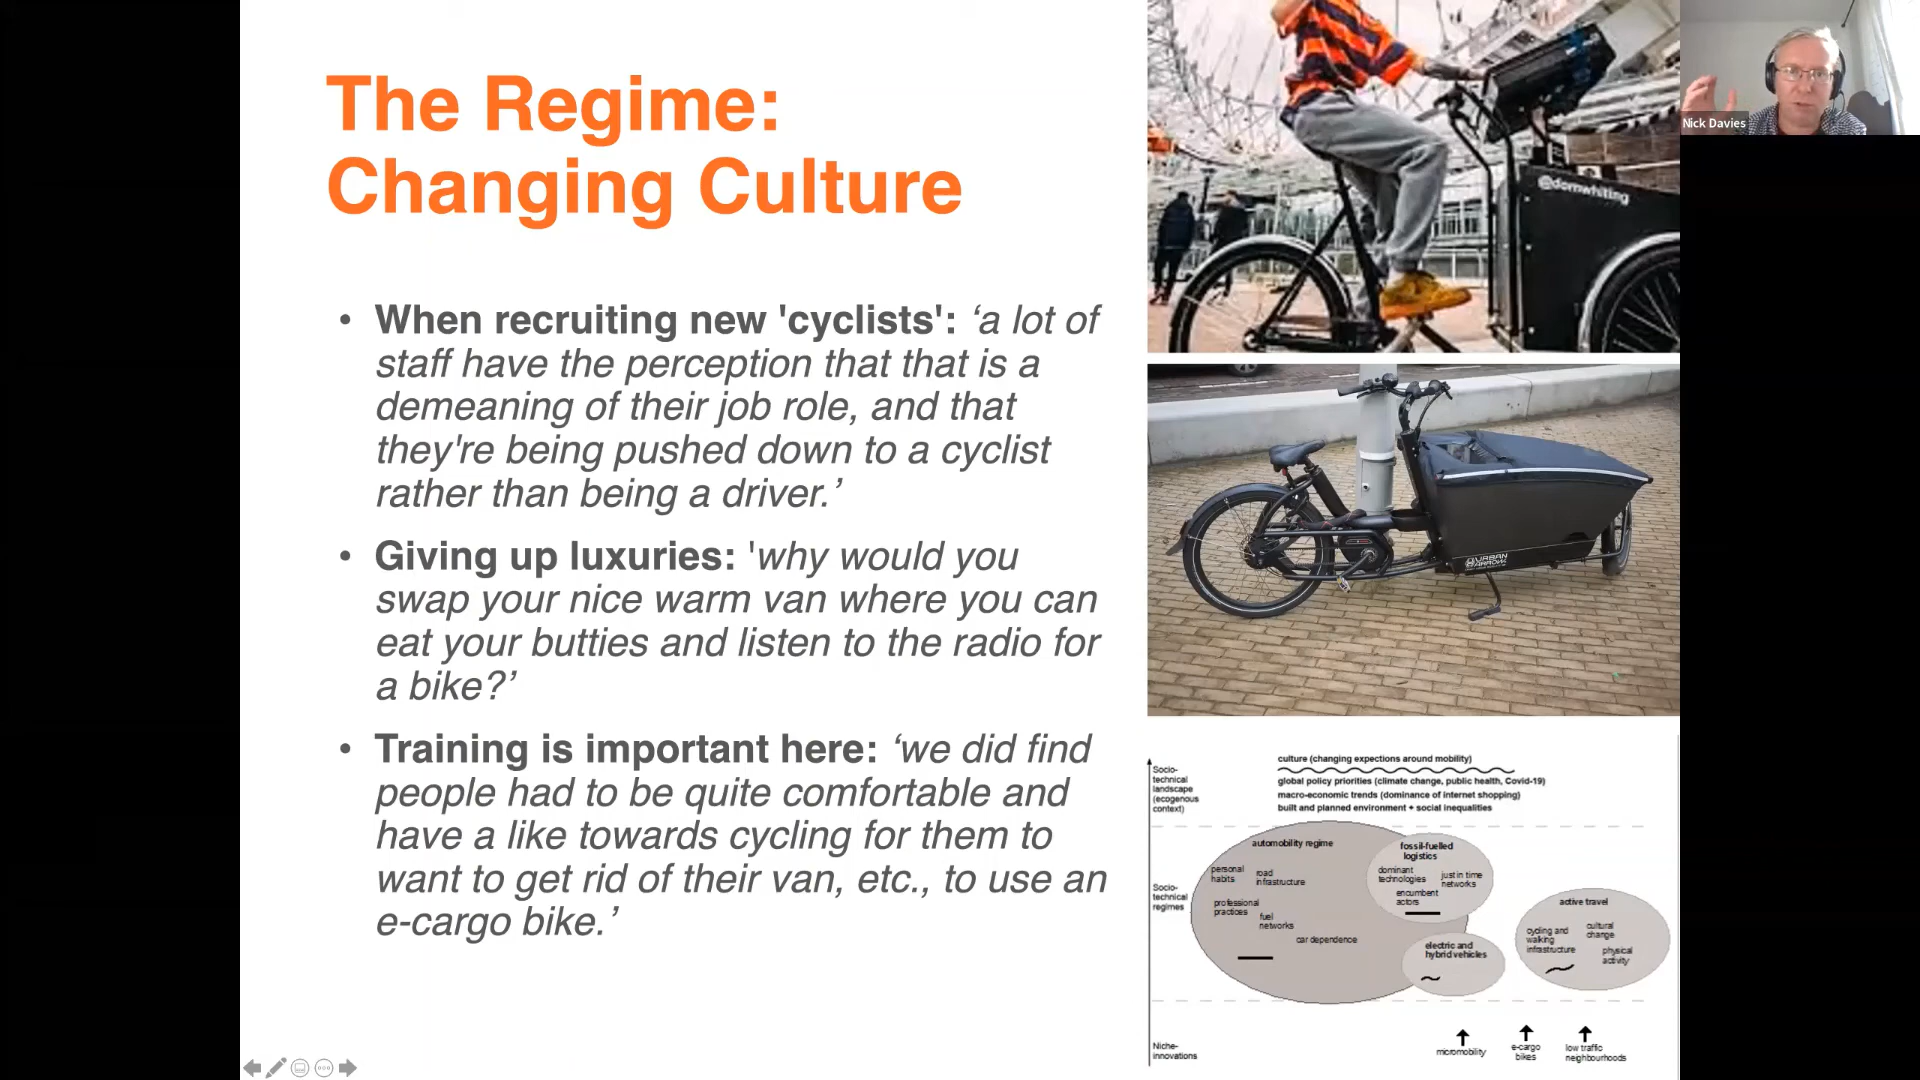 The Regime:
Changing Culture
• When recruiting new 'cyclists': ‘a lot of
staff have the perception that that is a
demeaning of their job role, and that
they're being pushed down to a cyclist
rather than being a driver.’
• Giving up luxuries: 'why would you
swap your nice warm van where you can
eat your butties and listen to the radio for
a bike?’
• Training is important here: ‘we did find
people had to be quite comfortable and
have a like towards cycling for them to
want to get rid of their van, etc., to use an
e-cargo bike.’
@domwhiting
URBAN
ARROW
Nick Davies
Socio-
technical
landscape
(ecogenous
context)
culture (changing expections around mobility)
global policy priorities (climate change, public health, Covid-19)
macro-economic trends (dominance of internet shopping)
built and planned environment + social inequalities
Socio-
technical
regimes
automobility regime
personal
habits
road
infrastructure
professional
practices
fuel
networks
car dependence
fossil-fuelled
logistics
dominant
technologies
just in time
networks
encumbent
actors
electric and
hybrid vehicles
active travel
cycling and
walking
infrastructure
cultural
change
physical
activity
Niche-
innovations
micromobility
e-cargo
bikes
low traffic
neighbourhoods